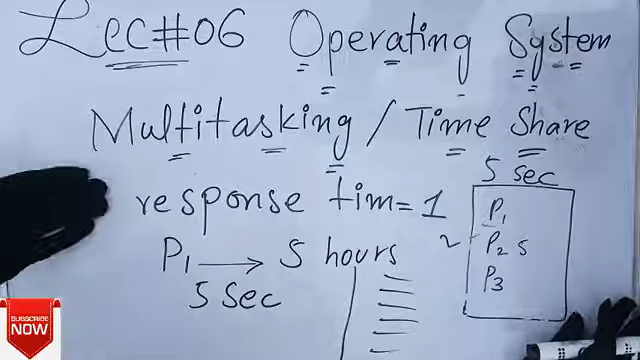 Lec#06 Operating System
Multitasking / Time Share
response tim= 1
P1 → 5 hours
5 Sec
5 sec
P1
2 P2 s
P3
SUBSCRIBE
NOW